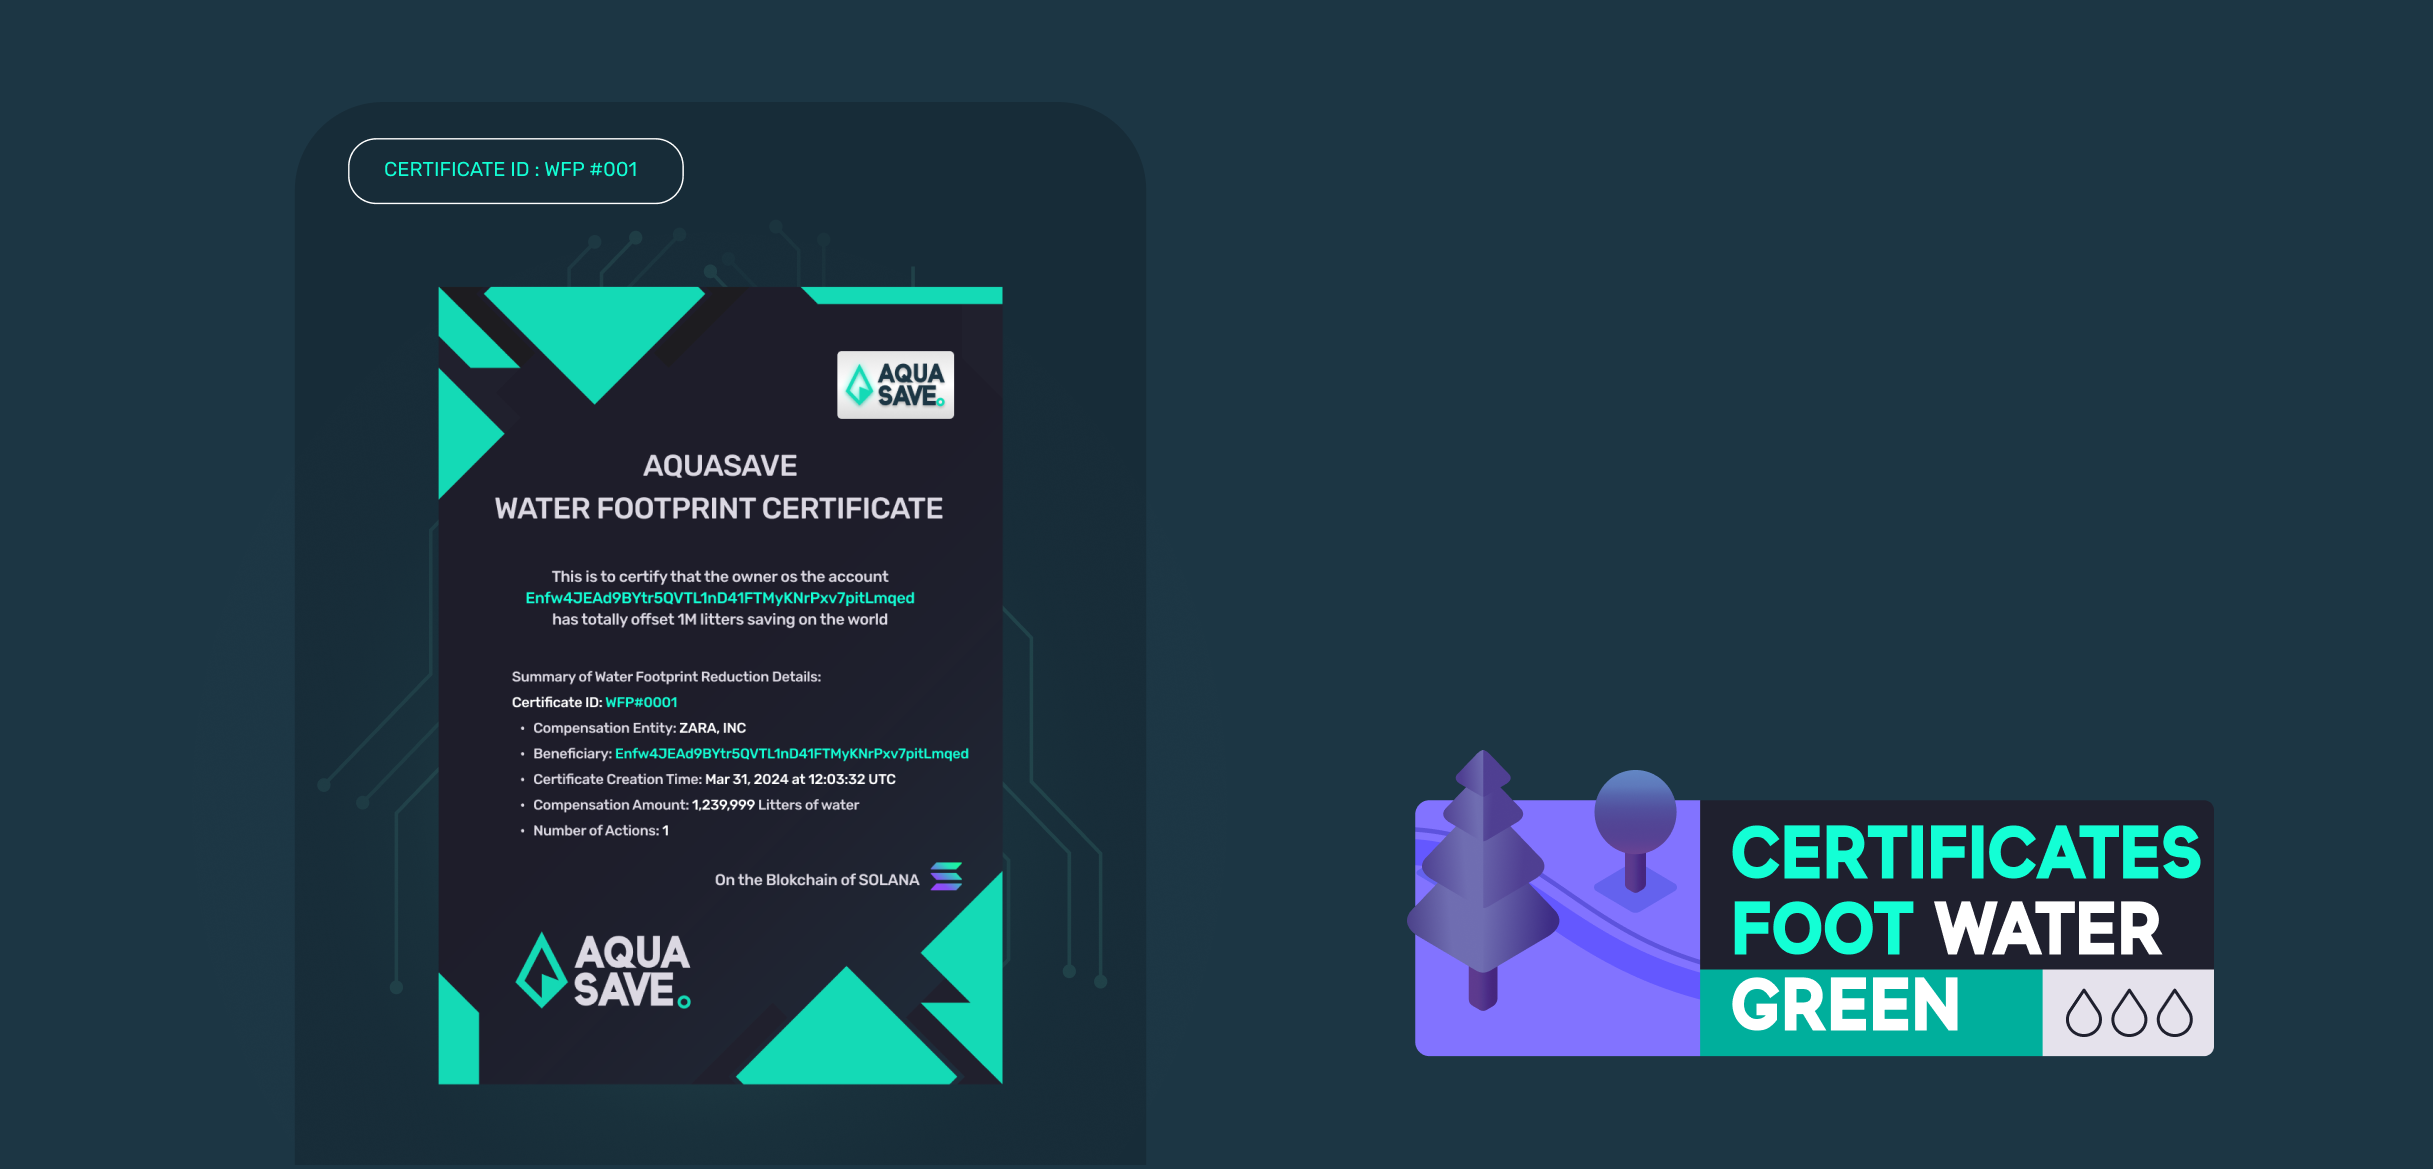 CERTIFICATE ID : WFP #001
AQUA
SAVE
AQUASAVE
WATER FOOTPRINT CERTIFICATE
This is to certify that the owner os the account
Enfw4JEAd9BYtr5QVTL1nD41FTMyKNrPxv7pitLmqed
has totally offset 1M litters saving on the world
Summary of Water Footprint Reduction Details:
Certificate ID: WFP#0001
• Compensation Entity: ZARA, INC
• Beneficiary: Enfw4JEAd9BYtr5QVTL1nD41FTMyKNrPxv7pitLmqed
• Certificate Creation Time: Mar 31, 2024 at 12:03:32 UTC
• Compensation Amount: 1,239,999 Litters of water
• Number of Actions: 1
On the Blokchain of SOLANA
AQUA
SAVE
CERTIFICATES
FOOT WATER
GREEN